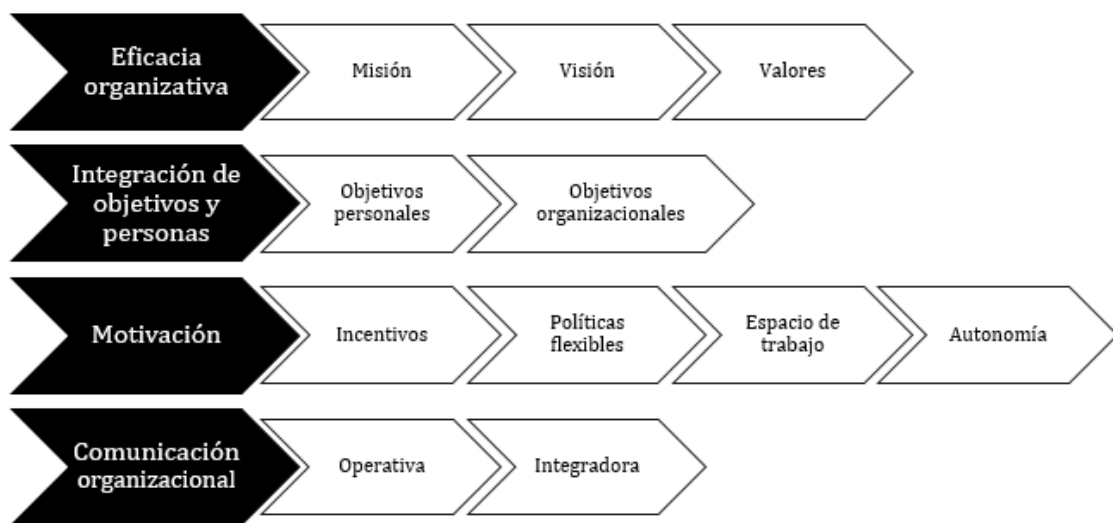 Eficacia
organizativa
Misión
Visión
Valores
Integración de
objetivos y
personas
Objetivos
personales
Objetivos
organizacionales
Motivación
Incentivos
Políticas
flexibles
Espacio de
trabajo
Autonomía
Comunicación
organizacional
Operativa
Integradora